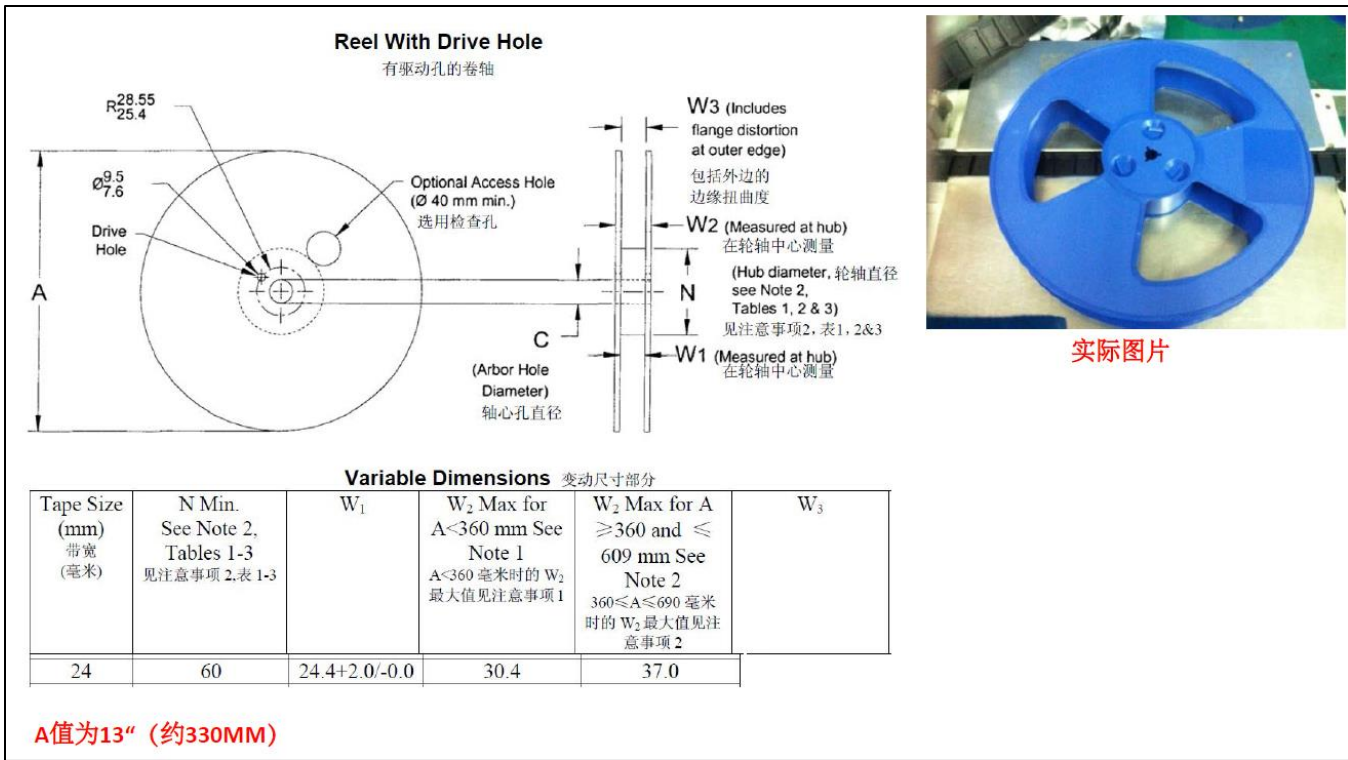 Reel With Drive Hole
有驱动孔的卷轴
R28.55
25.4
Ø9.5
7.6
Drive
Hole
A
Optional Access Hole
(Ø 40 mm min.)
选用检查孔
C
(Arbor Hole
Diameter)
轴心孔直径
W3 (Includes
flange distortion
at outer edge)
包括外边的
边缘扭曲度
W2 (Measured at hub)
在轮轴中心测量
N
(Hub diameter, 轮轴直径
see Note 2,
Tables 1, 2 & 3)
见注意事项2, 表1, 2&3
W1 (Measured at hub)
在轮轴中心测量
实际图片
Variable Dimensions 变动尺寸部分
Tape Size
(mm)
带宽
(毫米)
N Min.
See Note 2,
Tables 1-3
见注意事项 2,表 1-3
W₁
W₂ Max for
A<360 mm See
Note 1
A<360 毫米时的 W₂
最大值见注意事项 1
W₂ Max for A
≥360 and ≤
609 mm See
Note 2
360≤A≤690 毫米
时的 W₂ 最大值见注
意事项 2
W₃
24 60 24.4+2.0/-0.0 30.4 37.0
A值为13“（约330MM）